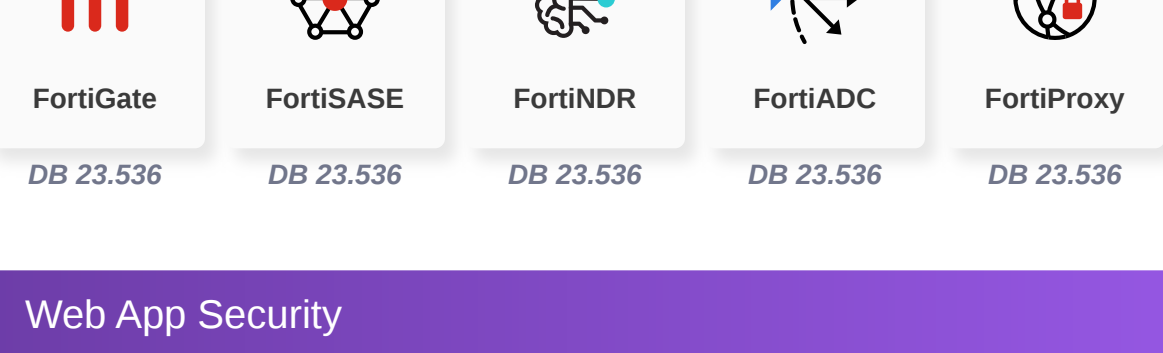 FortiGate FortiSASE FortiNDR FortiADC FortiProxy
DB 23.536 DB 23.536 DB 23.536 DB 23.536 DB 23.536
Web App Security